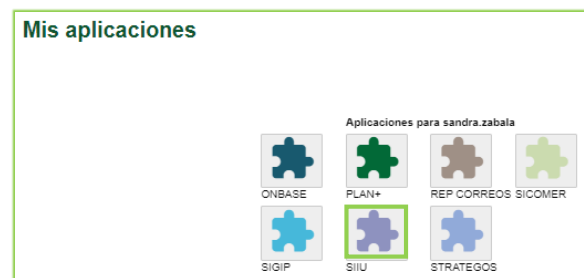 Mis aplicaciones
Aplicaciones para sandra.zabala
ONBASE PLAN+ REP CORREOS SICOMER
SIGIP SIIU STRATEGOS